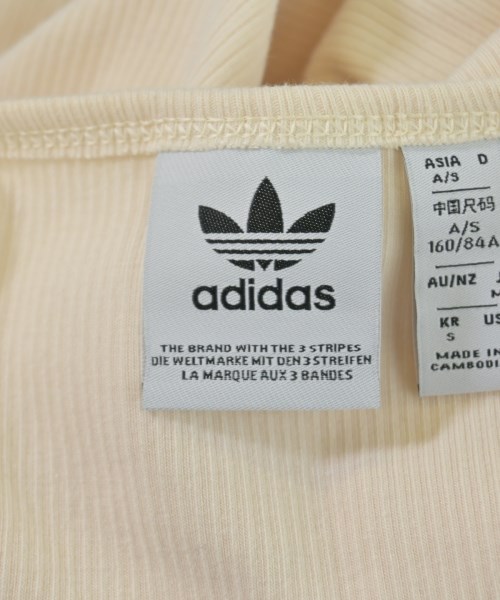 adidas
THE BRAND WITH THE 3 STRIPES
DIE WELTMARKE MIT DEN 3 STREIFEN
LA MARQUE AUX 3 BANDES
ASIA D
A/S
中国尺码
A/S
160/84A
AU/NZ
KR US
S
MADE IN